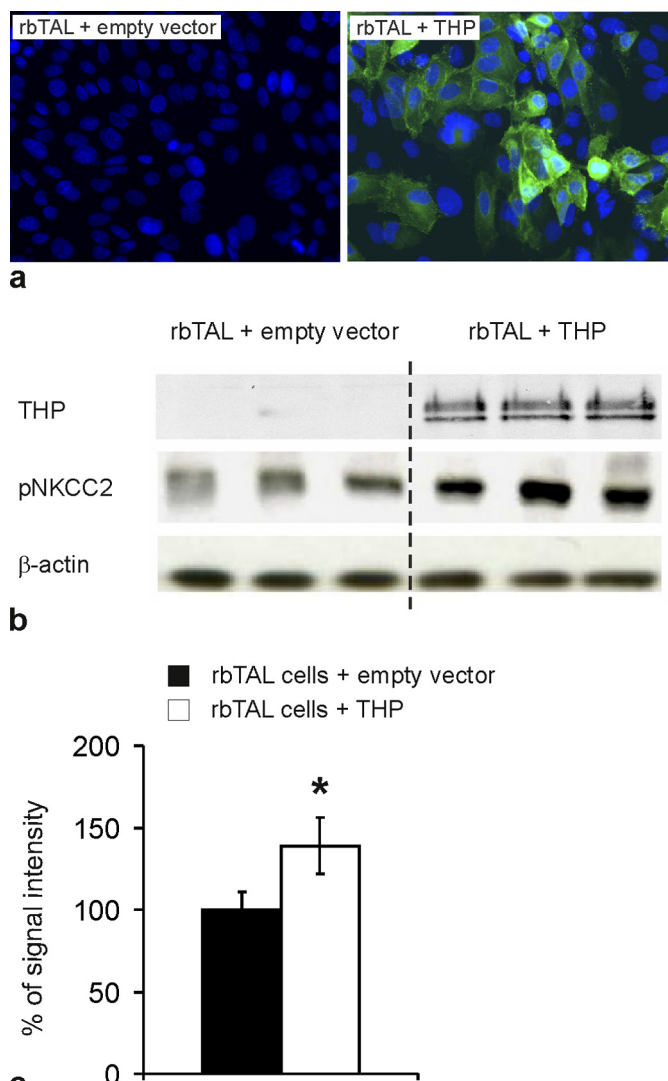 rbTAL + empty vector
rbTAL + THP
a
rbTAL + empty vector rbTAL + THP
THP
pNKCC2
β-actin
b
rbTAL cells + empty vector
rbTAL cells + THP
200
*
150
100
50
0
% of signal intensity